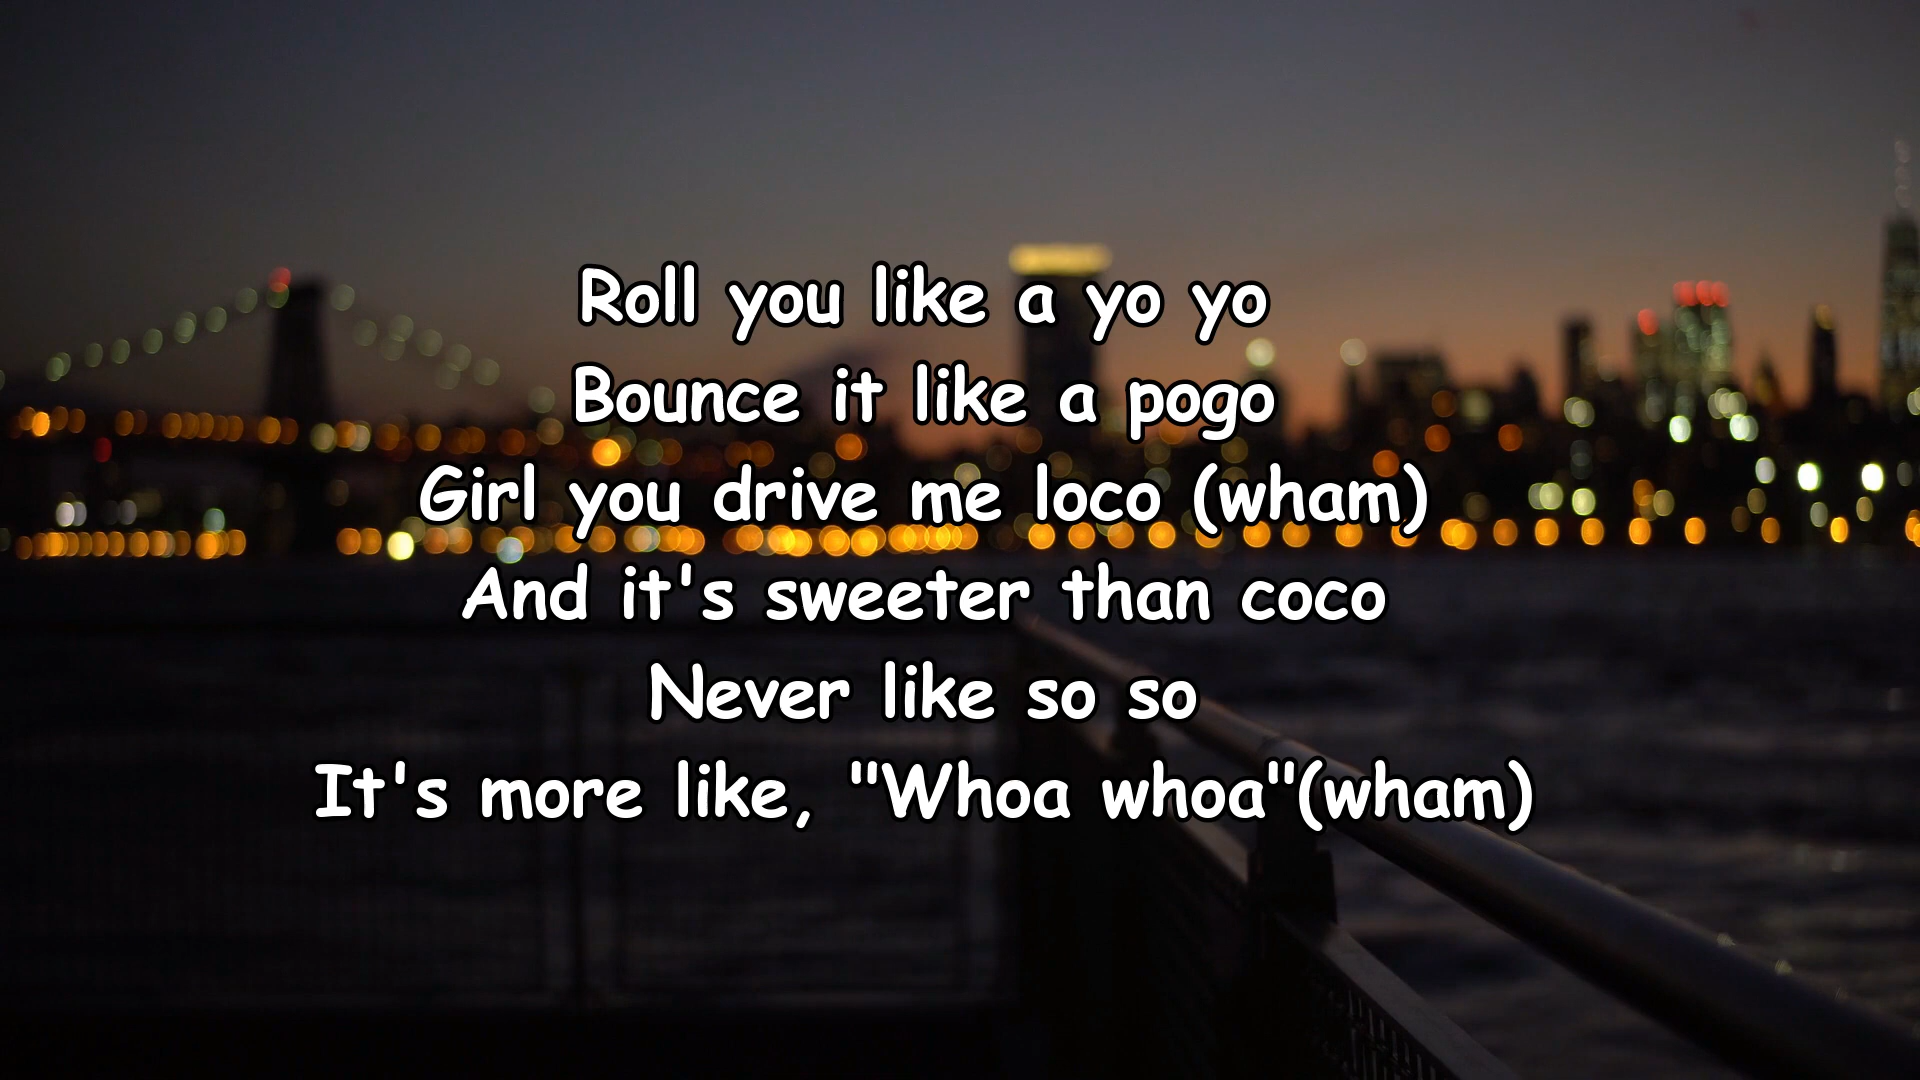 Roll you like a yo yo
Bounce it like a pogo
Girl you drive me loco (wham)
And it's sweeter than coco
Never like so so
It's more like, "Whoa whoa"(wham)